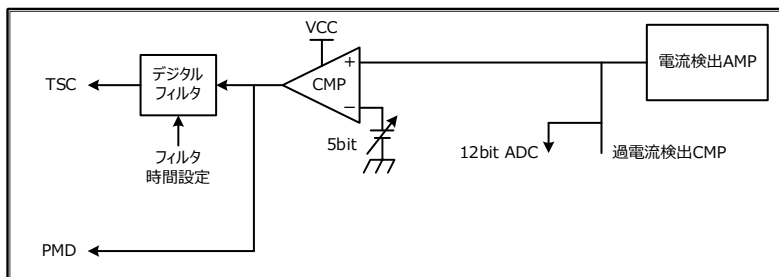 VCC
電流検出AMP
デジタル
フィルタ
TSC
CMP
+
−
5bit
12bit ADC
過電流検出CMP
フィルタ
時間設定
PMD